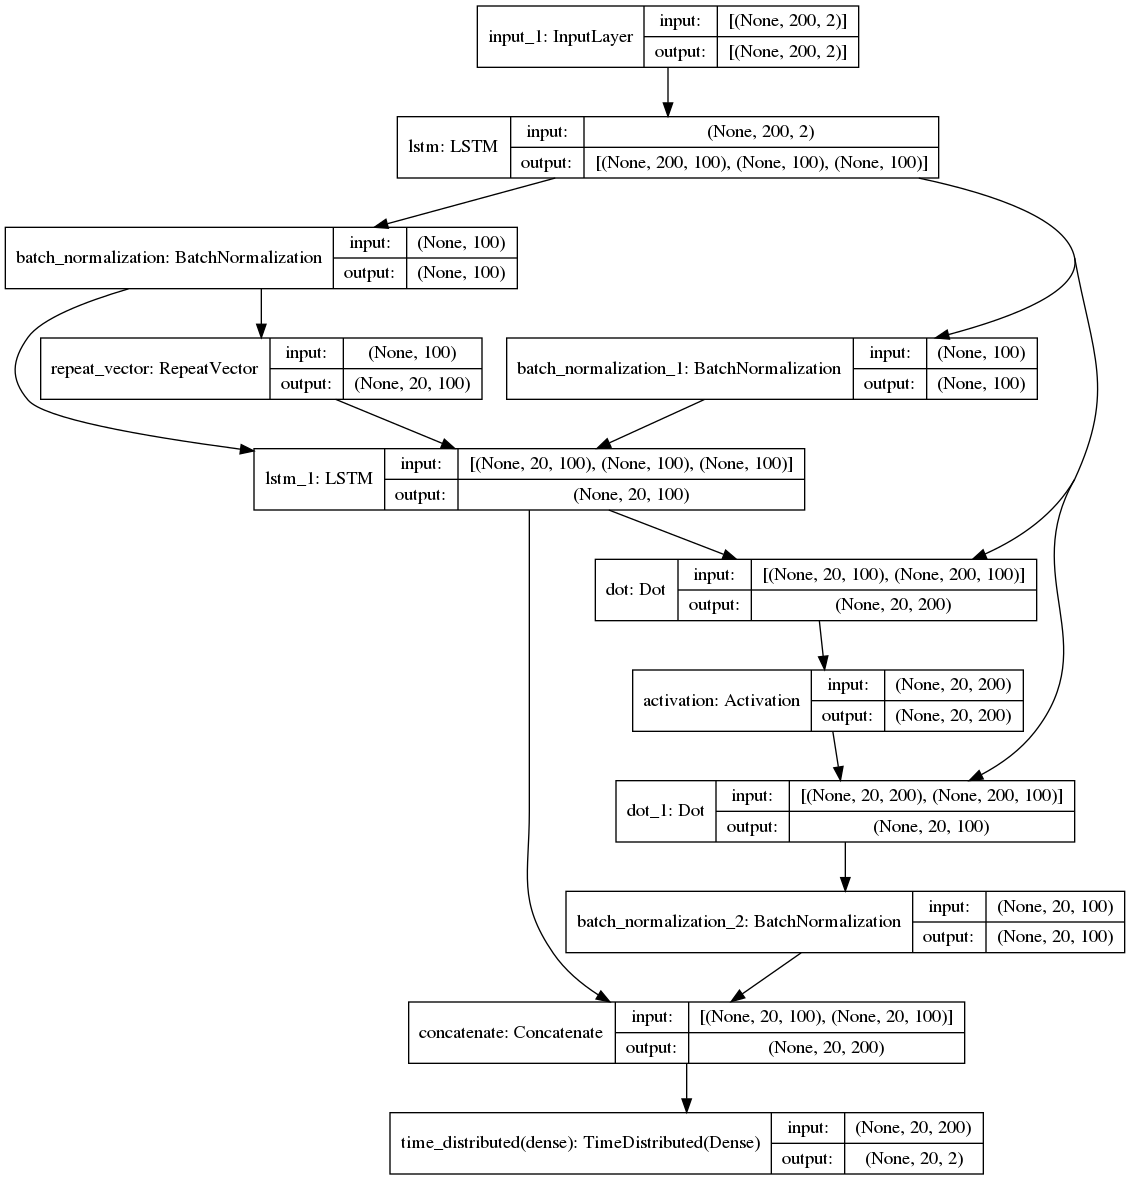 input_1: InputLayer
input: [(None, 200, 2)]
output: [(None, 200, 2)]
lstm: LSTM
input: (None, 200, 2)
output: [(None, 200, 100), (None, 100), (None, 100)]
batch_normalization: BatchNormalization
input: (None, 100)
output: (None, 100)
repeat_vector: RepeatVector
input: (None, 100)
output: (None, 20, 100)
batch_normalization_1: BatchNormalization
input: (None, 100)
output: (None, 100)
lstm_1: LSTM
input: [(None, 20, 100), (None, 100), (None, 100)]
output: (None, 20, 100)
dot: Dot
input: [(None, 20, 100), (None, 200, 100)]
output: (None, 20, 200)
activation: Activation
input: (None, 20, 200)
output: (None, 20, 200)
dot_1: Dot
input: [(None, 20, 200), (None, 200, 100)]
output: (None, 20, 100)
batch_normalization_2: BatchNormalization
input: (None, 20, 100)
output: (None, 20, 100)
concatenate: Concatenate
input: [(None, 20, 100), (None, 20, 100)]
output: (None, 20, 200)
time_distributed(dense): TimeDistributed(Dense)
input: (None, 20, 200)
output: (None, 20, 2)